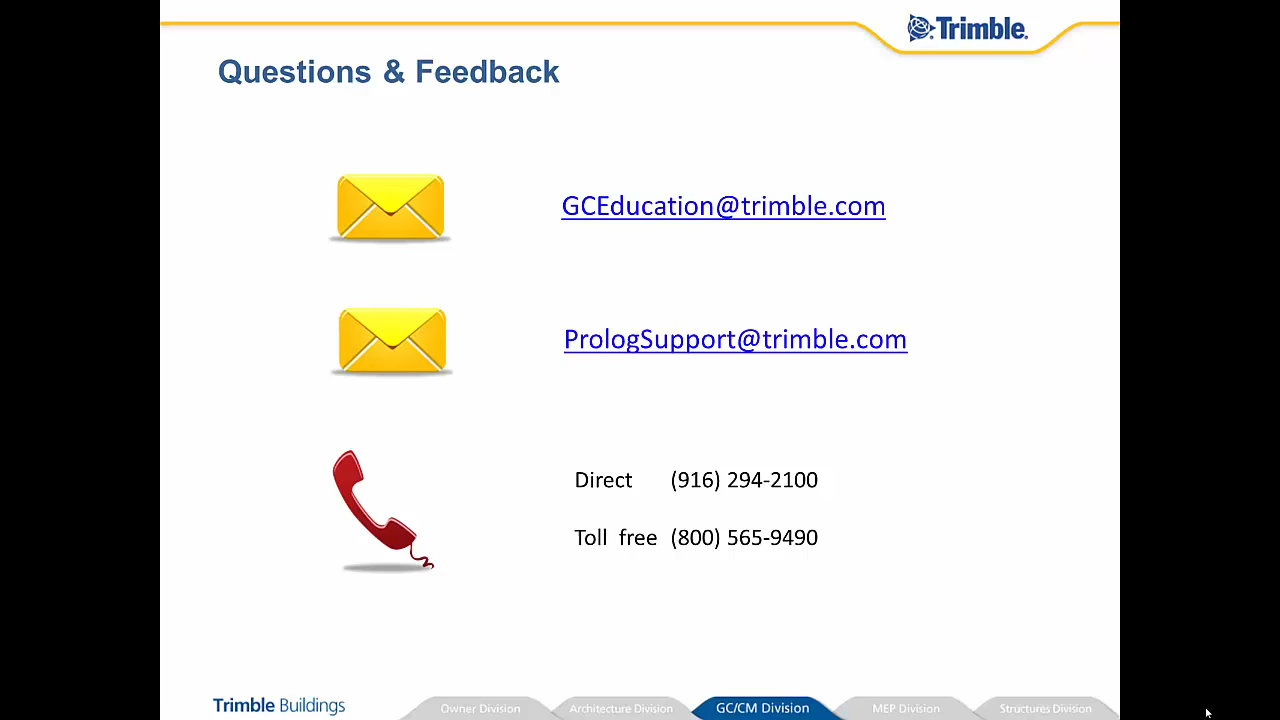 Trimble.
Questions & Feedback
GCEducation@trimble.com
PrologSupport@trimble.com
Direct (916) 294-2100
Toll free (800) 565-9490
Trimble Buildings
Owner Division
Architecture Division
GC/CM Division
MEP Division
Structures Division